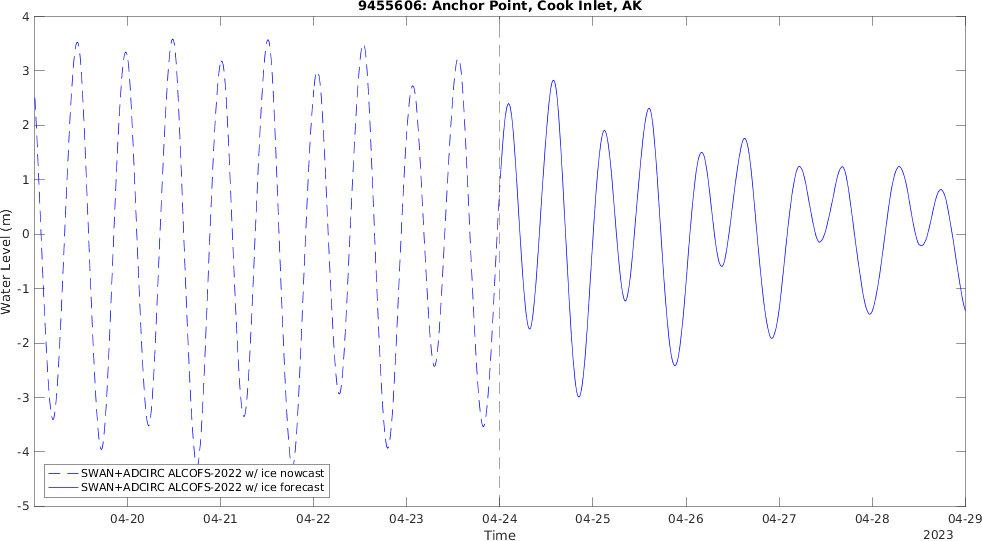 9455606: Anchor Point, Cook Inlet, AK
4
3
2
1
0
-1
-2
-3
-4
-5
Water Level (m)
SWAN+ADCIRC ALCOFS-2022 w/ ice nowcast
SWAN+ADCIRC ALCOFS-2022 w/ ice forecast
04-20 04-21 04-22 04-23 04-24 04-25 04-26 04-27 04-28 04-29
Time
2023